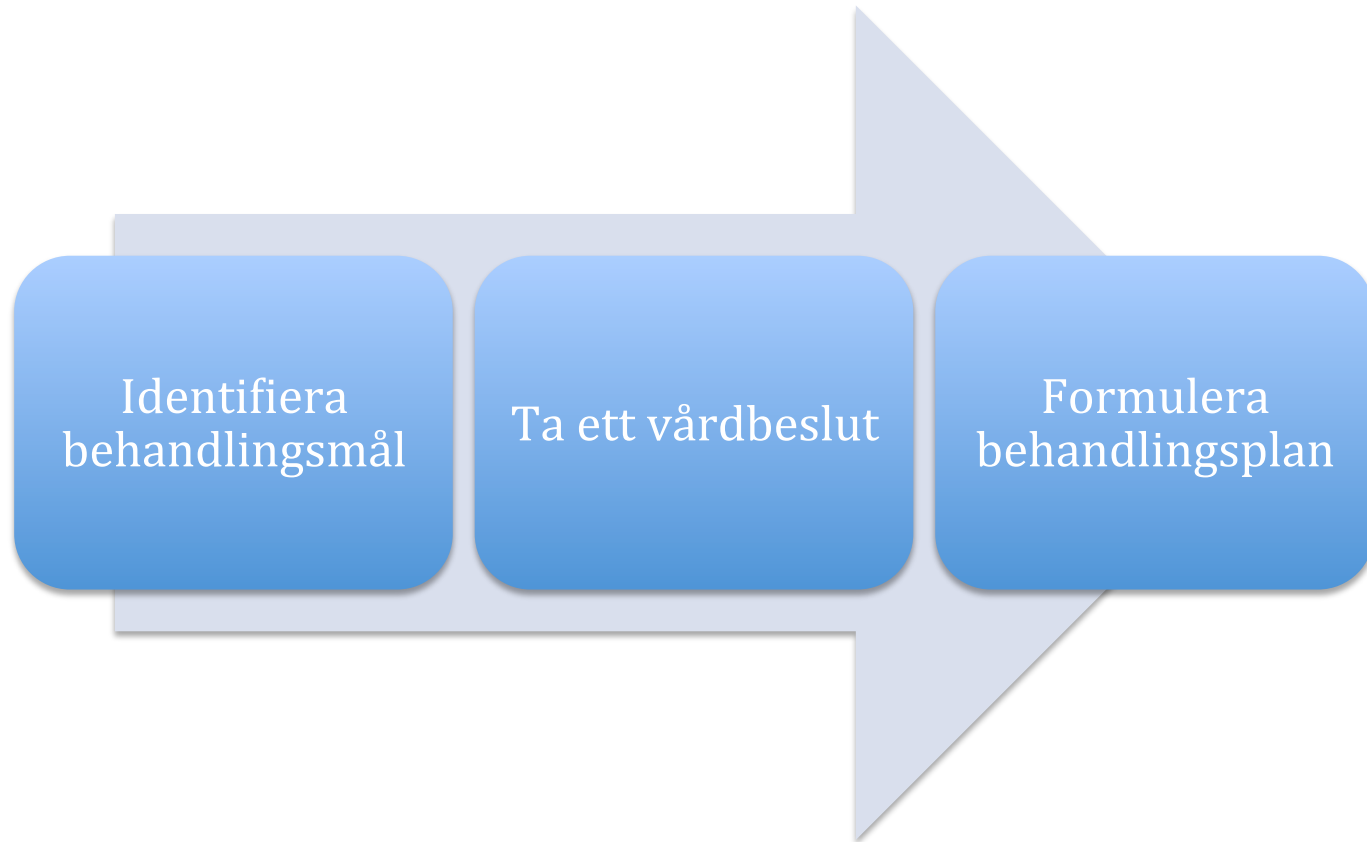 Identifiera
behandlingsmål
Ta ett vårdbeslut
Formulera
behandlingsplan